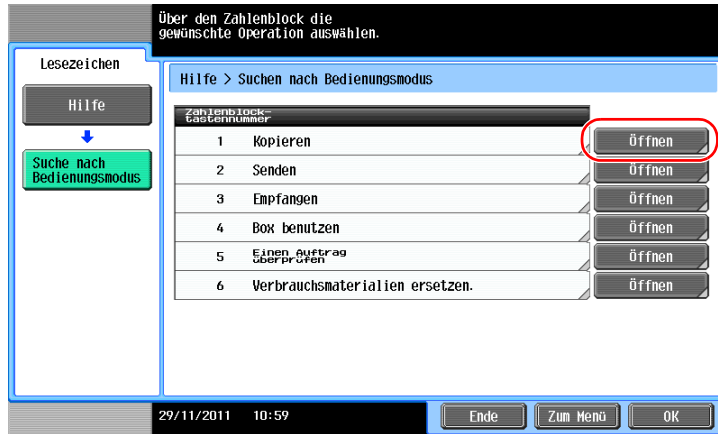 Über den Zahlenblock die
gewünschte Operation auswählen.
Lesezeichen
Hilfe
Suche nach
Bedienungsmodus
Hilfe > Suchen nach Bedienungsmodus
Zahlenblock-
tastennummer
1 Kopieren Öffnen
2 Senden Öffnen
3 Empfangen Öffnen
4 Box benutzen Öffnen
5 Einen Auftrag
überprüfen Öffnen
6 Verbrauchsmaterialien ersetzen. Öffnen
29/11/2011 10:59 Ende Zum Menü OK